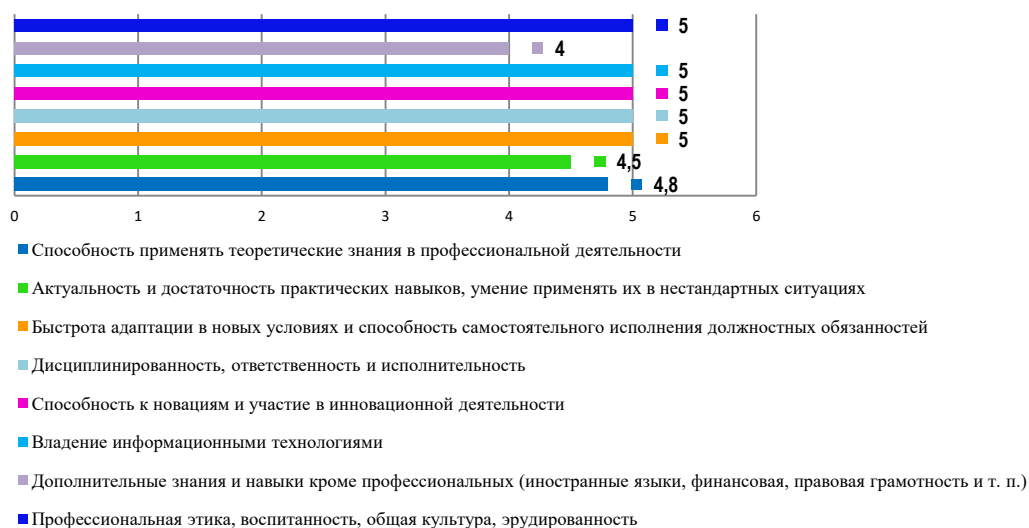 5
4
5
5
5
5
4,5
4,8
0 1 2 3 4 5 6
Способность применять теоретические знания в профессиональной деятельности
Актуальность и достаточность практических навыков, умение применять их в нестандартных ситуациях
Быстрота адаптации в новых условиях и способность самостоятельного исполнения должностных обязанностей
Дисциплинированность, ответственность и исполнительность
Способность к новациям и участие в инновационной деятельности
Владение информационными технологиями
Дополнительные знания и навыки кроме профессиональных (иностранные языки, финансовая, правовая грамотность и т. п.)
Профессиональная этика, воспитанность, общая культура, эрудированность